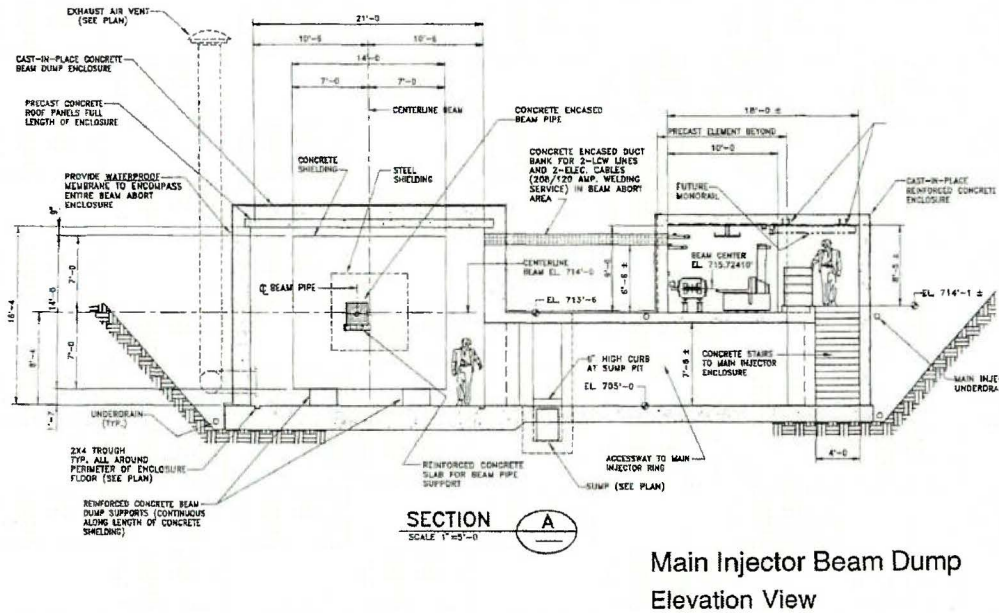 EXHAUST AIR VENT
(SEE PLAN)
21'-0
10'-6
10'-6
14'-0
7'-0
7'-0
CAST-IN-PLACE CONCRETE
BEAM DUMP ENCLOSURE
PRECAST CONCRETE
ROOF PANELS FULL
LENGTH OF ENCLOSURE
CENTERLINE BEAM
CONCRETE ENCASED
BEAM PIPE
CONCRETE
SHIELDING
STEEL
SHIELDING
CONCRETE ENCASED DUCT
BANK FOR 2-LCW LINES
AND 2-ELEC. CABLES
(208/120 AMP. WELDING
SERVICE) IN BEAM ABORT
AREA
18'-0 ±
PRECAST ELEMENT BEYOND
10'-0
FUTURE
MONORAIL
CAST-IN-PLACE
REINFORCED CONCRETE
ENCLOSURE
PROVIDE WATERPROOF
MEMBRANE TO ENCOMPASS
ENTIRE BEAM ABORT
ENCLOSURE
9"
16'-4
14'-0
7'-0
7'-0
8'-4
1'-7
CENTERLINE
BEAM EL. 714'-0
BEAM PIPE
EL. 713'-6
6'-6 ±
BEAM CENTER
EL. 715.72410'
EL. 714'-1 ±
6" HIGH CURB
AT SUMP PIT
EL. 705'-0
7'-6 ±
CONCRETE STAIRS
TO MAIN INJECTOR
ENCLOSURE
MAIN INJE
UNDERDRA
UNDERDRAIN
(TYP.)
2X4 TROUGH
TYP. ALL AROUND
PERIMETER OF ENCLOSURE
FLOOR (SEE PLAN)
REINFORCED CONCRETE
SLAB FOR BEAM PIPE
SUPPORT
SUMP (SEE PLAN)
ACCESSWAY TO MAIN
INJECTOR RING
4'-0
REINFORCED CONCRETE BEAM
DUMP SUPPORTS (CONTINUOUS
ALONG LENGTH OF CONCRETE
SHIELDING)
SECTION A
SCALE 1"=5'-0
Main Injector Beam Dump
Elevation View